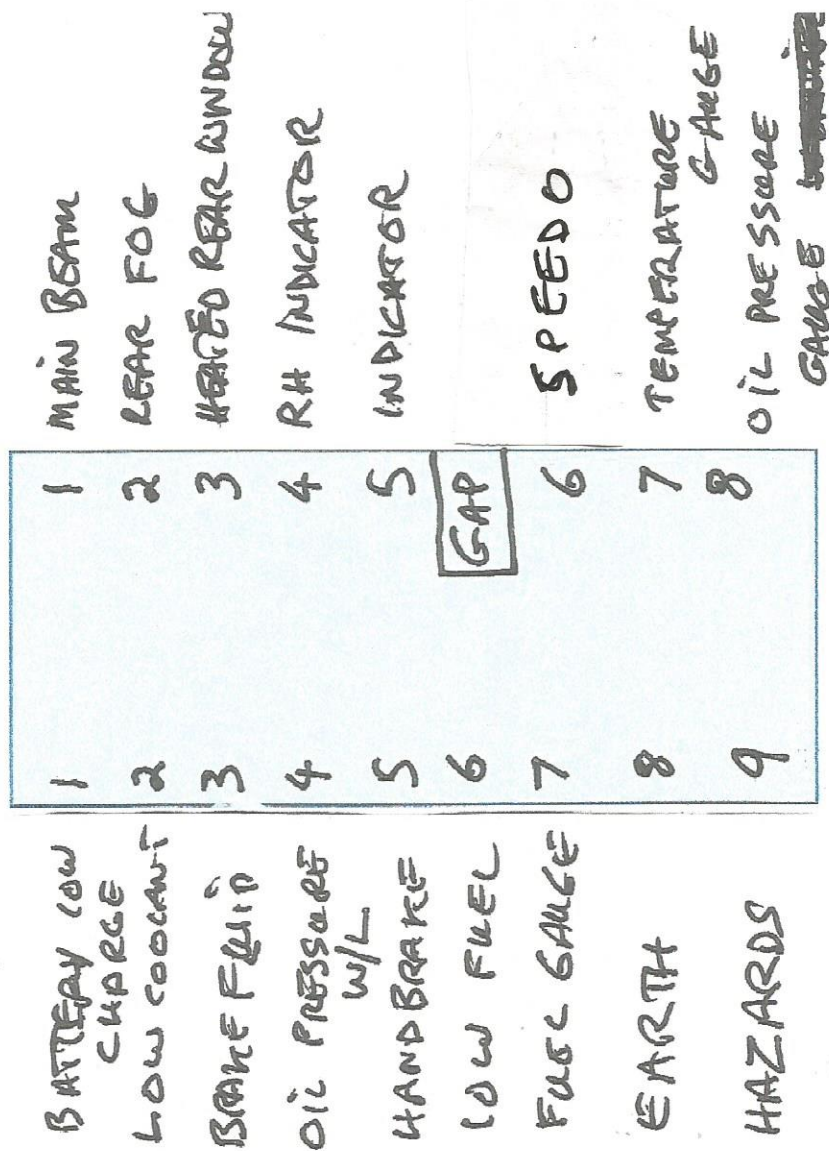 BATTERY LOW 1 1 MAIN BEAM
CHARGE
LOW COOLANT 2 2 REAR FOG
BRAKE FLUID 3 3 HEATED REAR WINDOW
OIL PRESSURE 4 4 RH INDICATOR
W/L
HANDBRAKE 5 5 INDICATOR
LOW FUEL 6 GAP
FUEL GAUGE 7 6 SPEEDO
EARTH 8 7 TEMPERATURE
GAUGE
HAZARDS 9 8 OIL PRESSURE
GAUGE